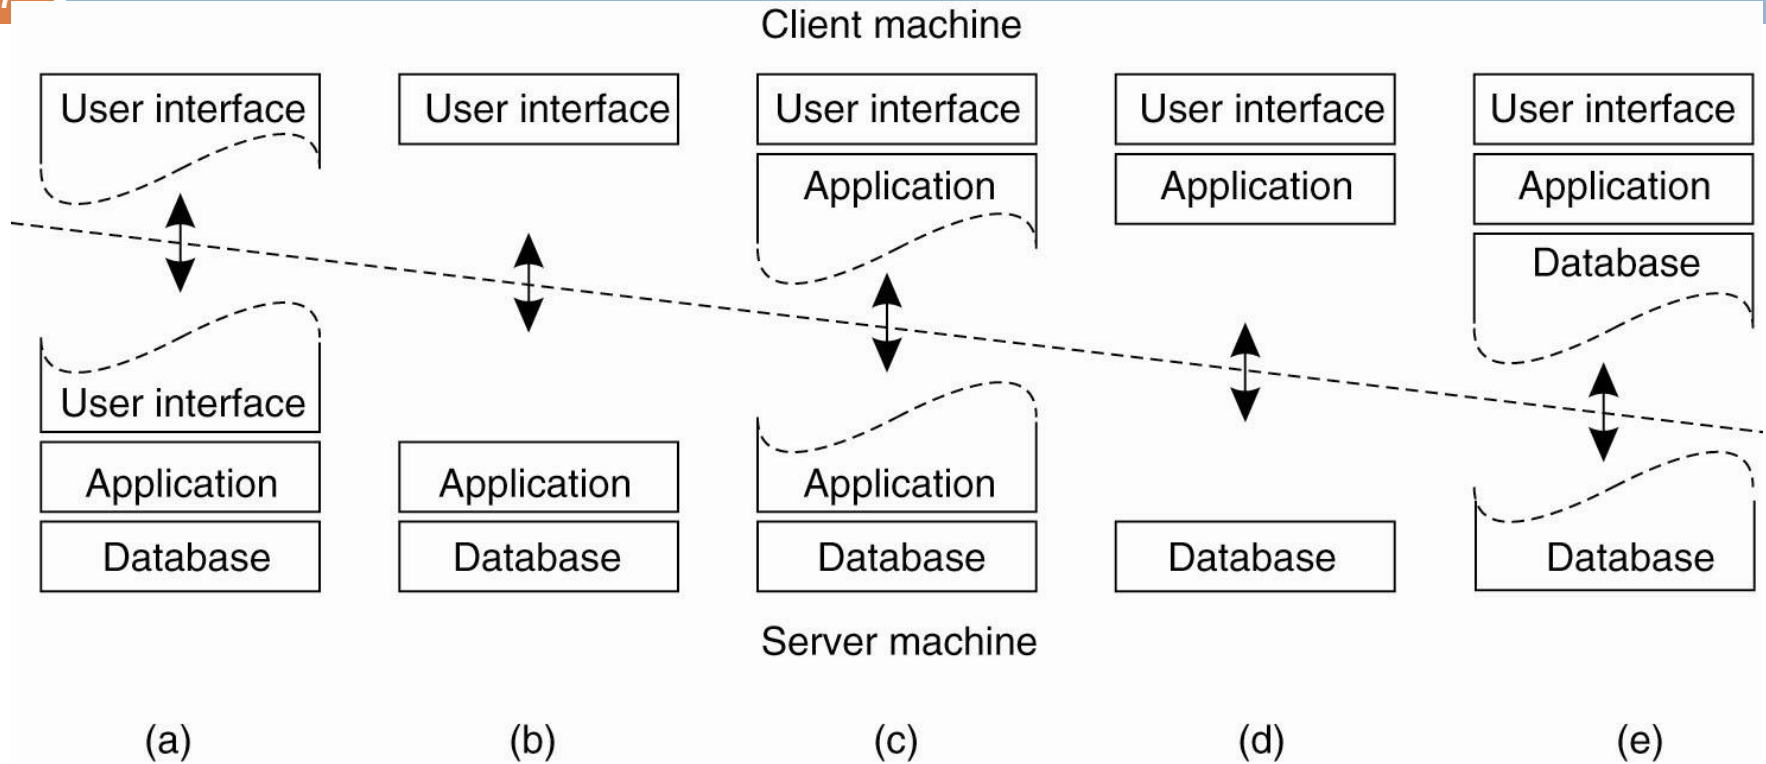 Client machine
User interface
User interface
User interface
User interface
User interface
Application
Application
Application
Database
User interface
Application
Application
Application
Database
Database
Database
Database
Database
Server machine
(a)
(b)
(c)
(d)
(e)